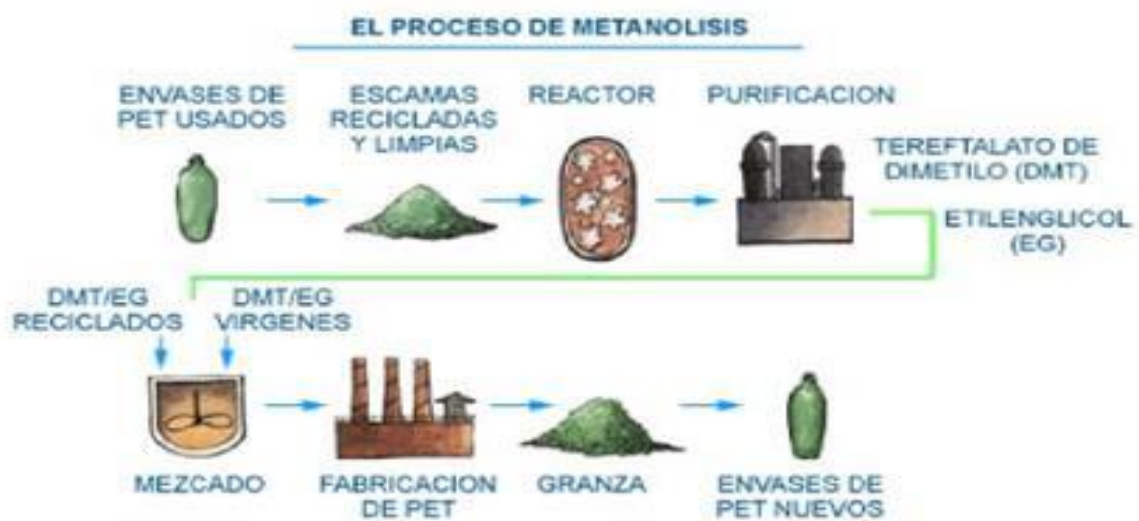 EL PROCESO DE METANOLISIS
ENVASES DE
PET USADOS
ESCAMAS
RECICLADAS
Y LIMPIAS
REACTOR
PURIFICACION
TEREFTALATO DE
DIMETILO (DMT)
ETILENGLICOL
(EG)
DMT/EG
RECICLADOS
DMT/EG
VIRGENES
MEZCADO
FABRICACION
DE PET
GRANZA
ENVASES DE
PET NUEVOS